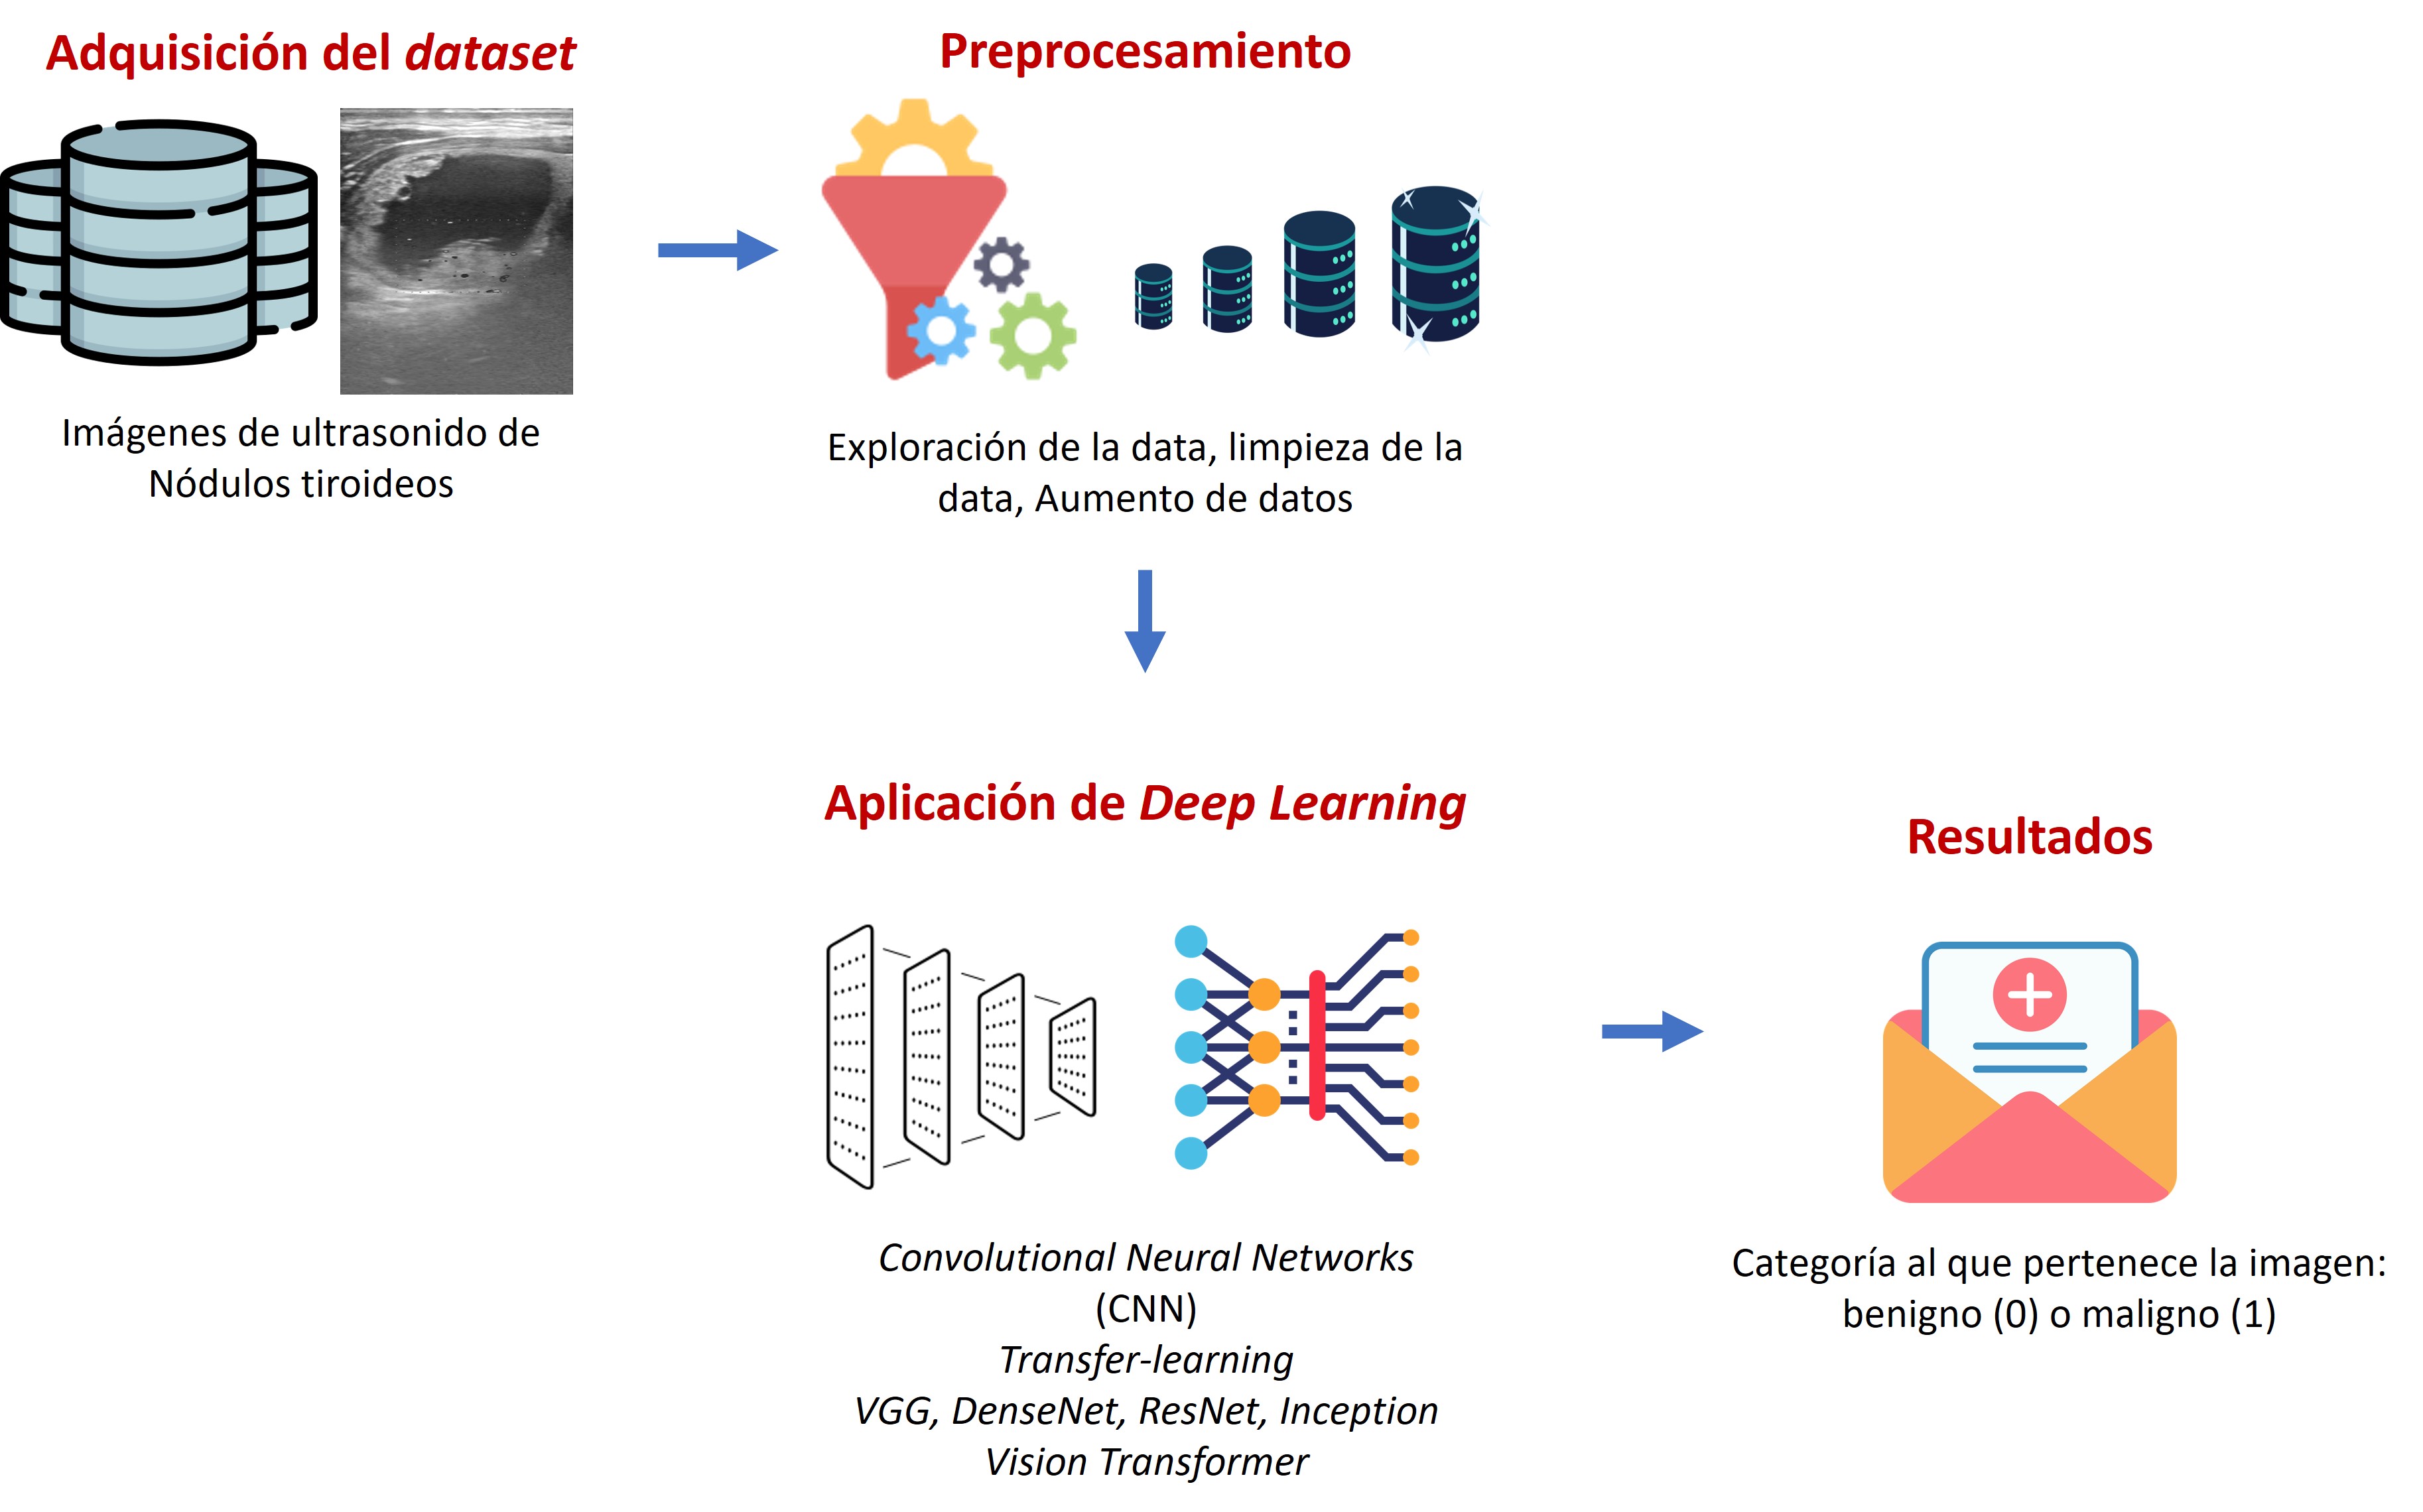 Adquisición del dataset
Imágenes de ultrasonido de
Nódulos tiroideos
Preprocesamiento
Exploración de la data, limpieza de la
data, Aumento de datos
Aplicación de Deep Learning
Convolutional Neural Networks
(CNN)
Transfer-learning
VGG, DenseNet, ResNet, Inception
Vision Transformer
Resultados
Categoría al que pertenece la imagen:
benigno (0) o maligno (1)